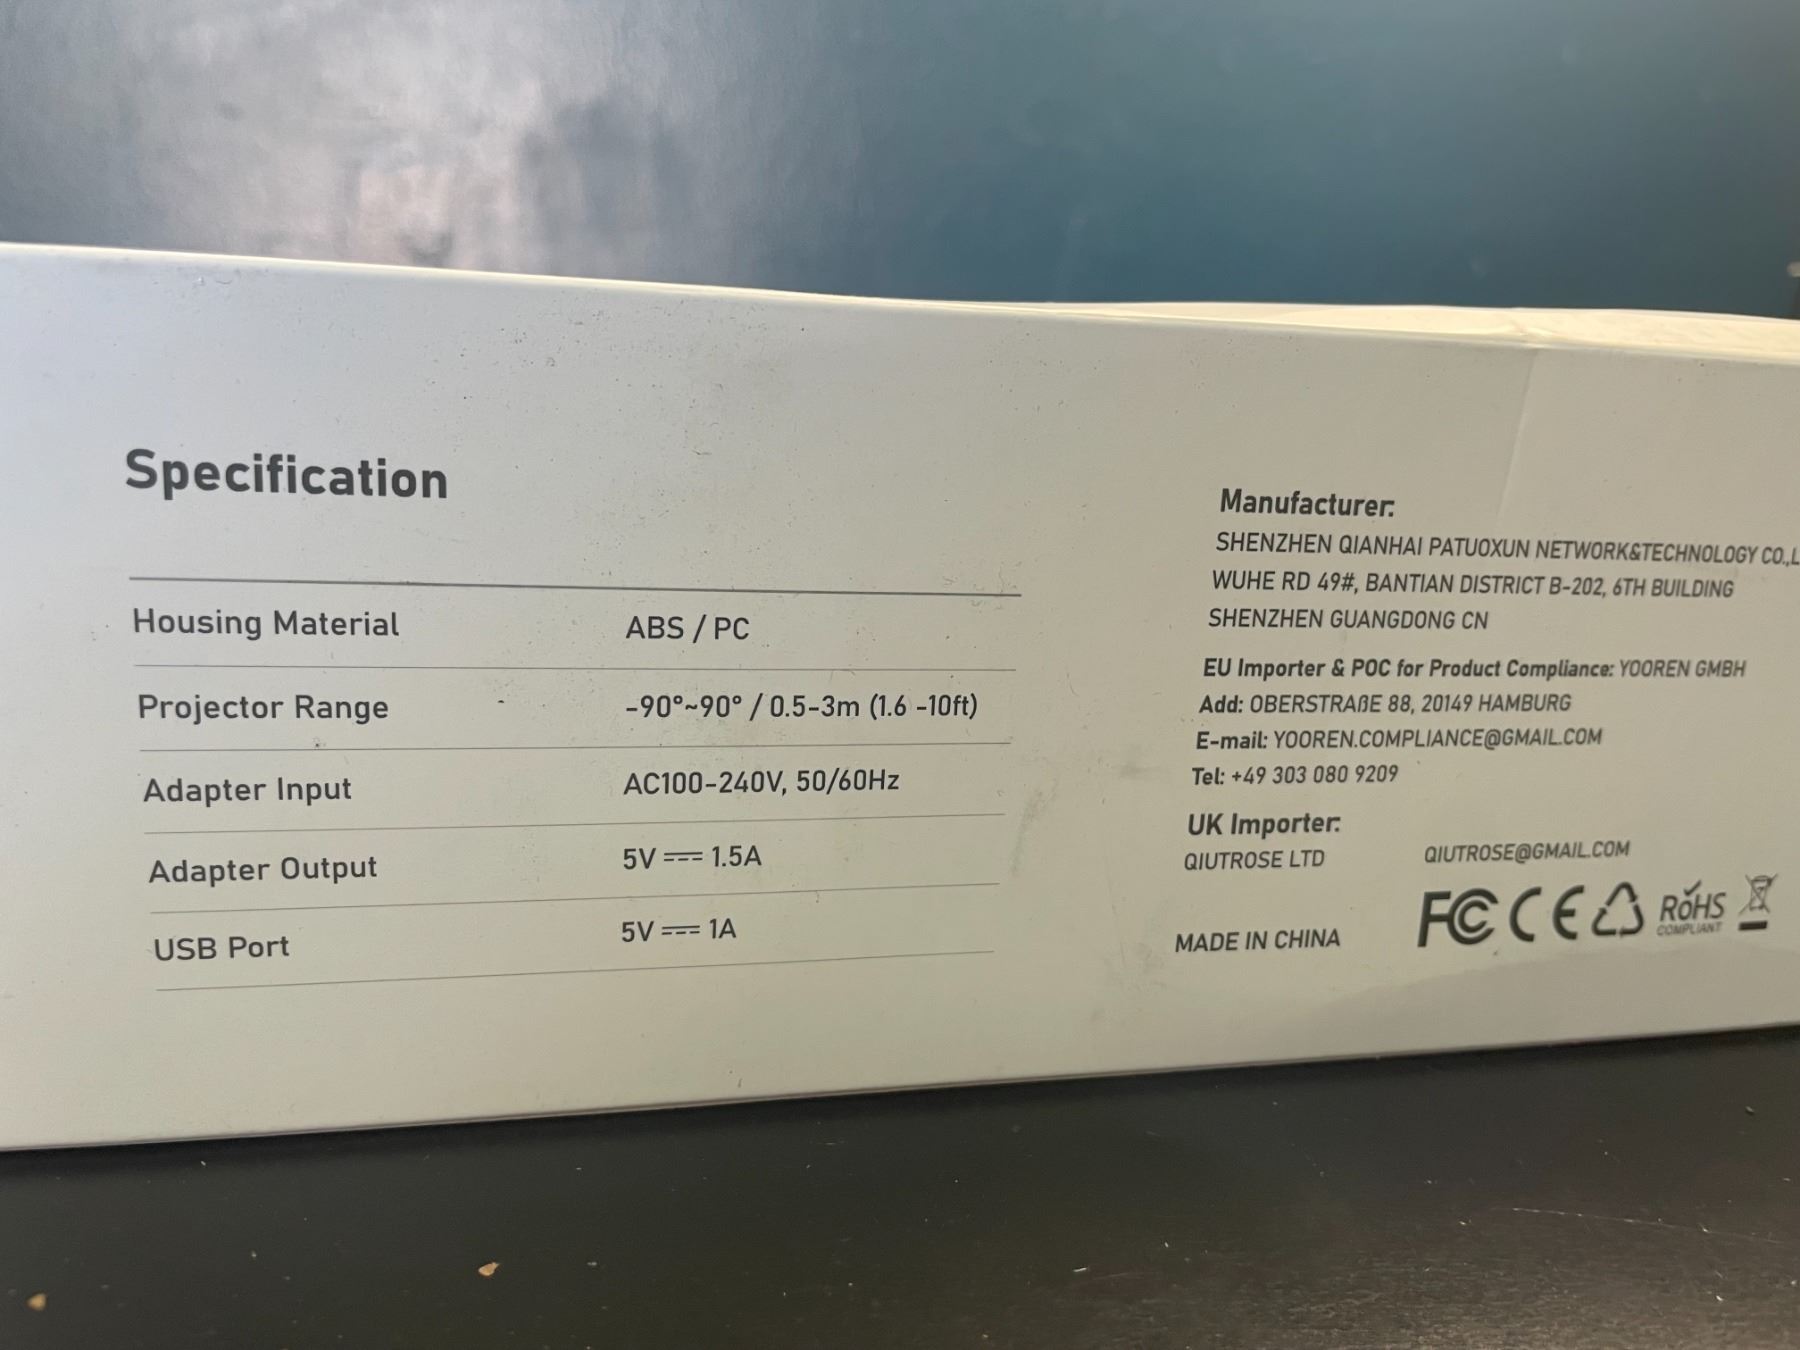 Specification
Housing Material ABS / PC
Projector Range -90°~90° / 0.5-3m (1.6 -10ft)
Adapter Input AC100-240V, 50/60Hz
Adapter Output 5V ⎓ 1.5A
USB Port 5V ⎓ 1A
Manufacturer:
SHENZHEN QIANHAI PATUOXUN NETWORK&TECHNOLOGY CO.,L
WUHE RD 49#, BANTIAN DISTRICT B-202, 6TH BUILDING
SHENZHEN GUANGDONG CN
EU Importer & POC for Product Compliance: YOOREN GMBH
Add: OBERSTRAßE 88, 20149 HAMBURG
E-mail: YOOREN.COMPLIANCE@GMAIL.COM
Tel: +49 303 080 9209
UK Importer:
QIUTROSE LTD QIUTROSE@GMAIL.COM
MADE IN CHINA FC CE RoHS
COMPLIANT